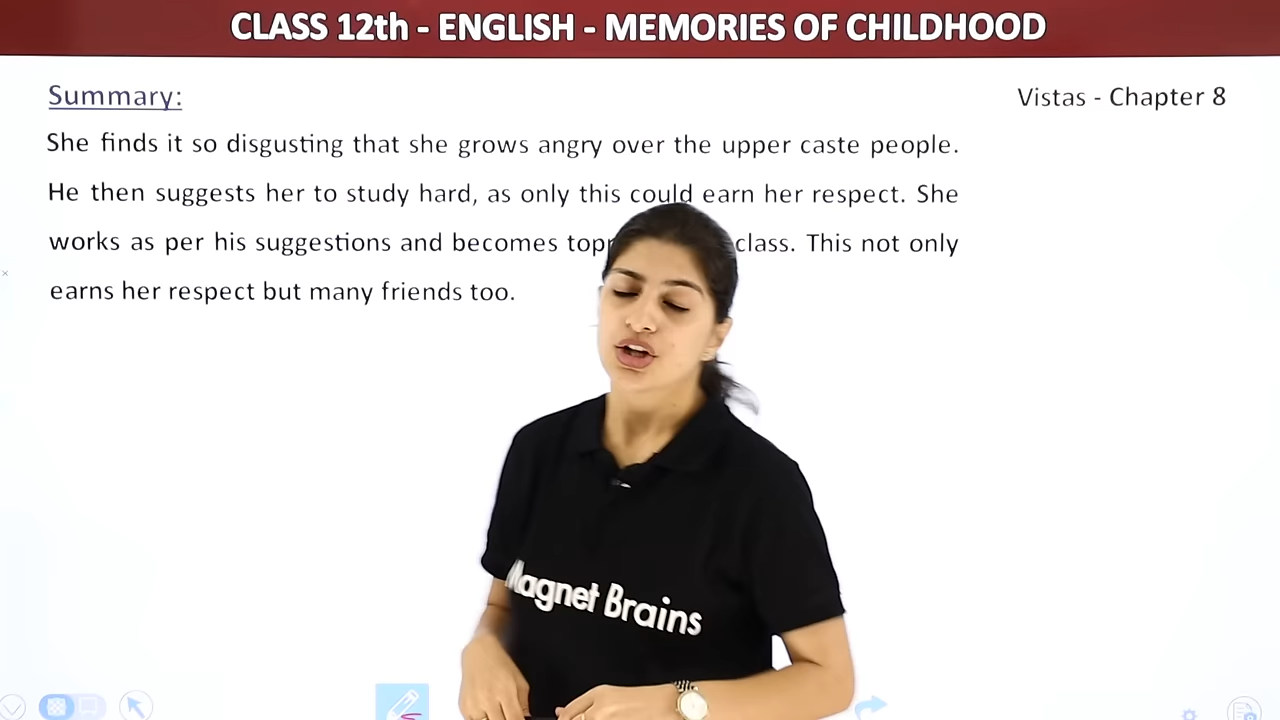 CLASS 12th - ENGLISH - MEMORIES OF CHILDHOOD
Summary:
Vistas - Chapter 8
She finds it so disgusting that she grows angry over the upper caste people.
He then suggests her to study hard, as only this could earn her respect. She
works as per his suggestions and becomes class. This not only
earns her respect but many friends too.
Magnet Brains